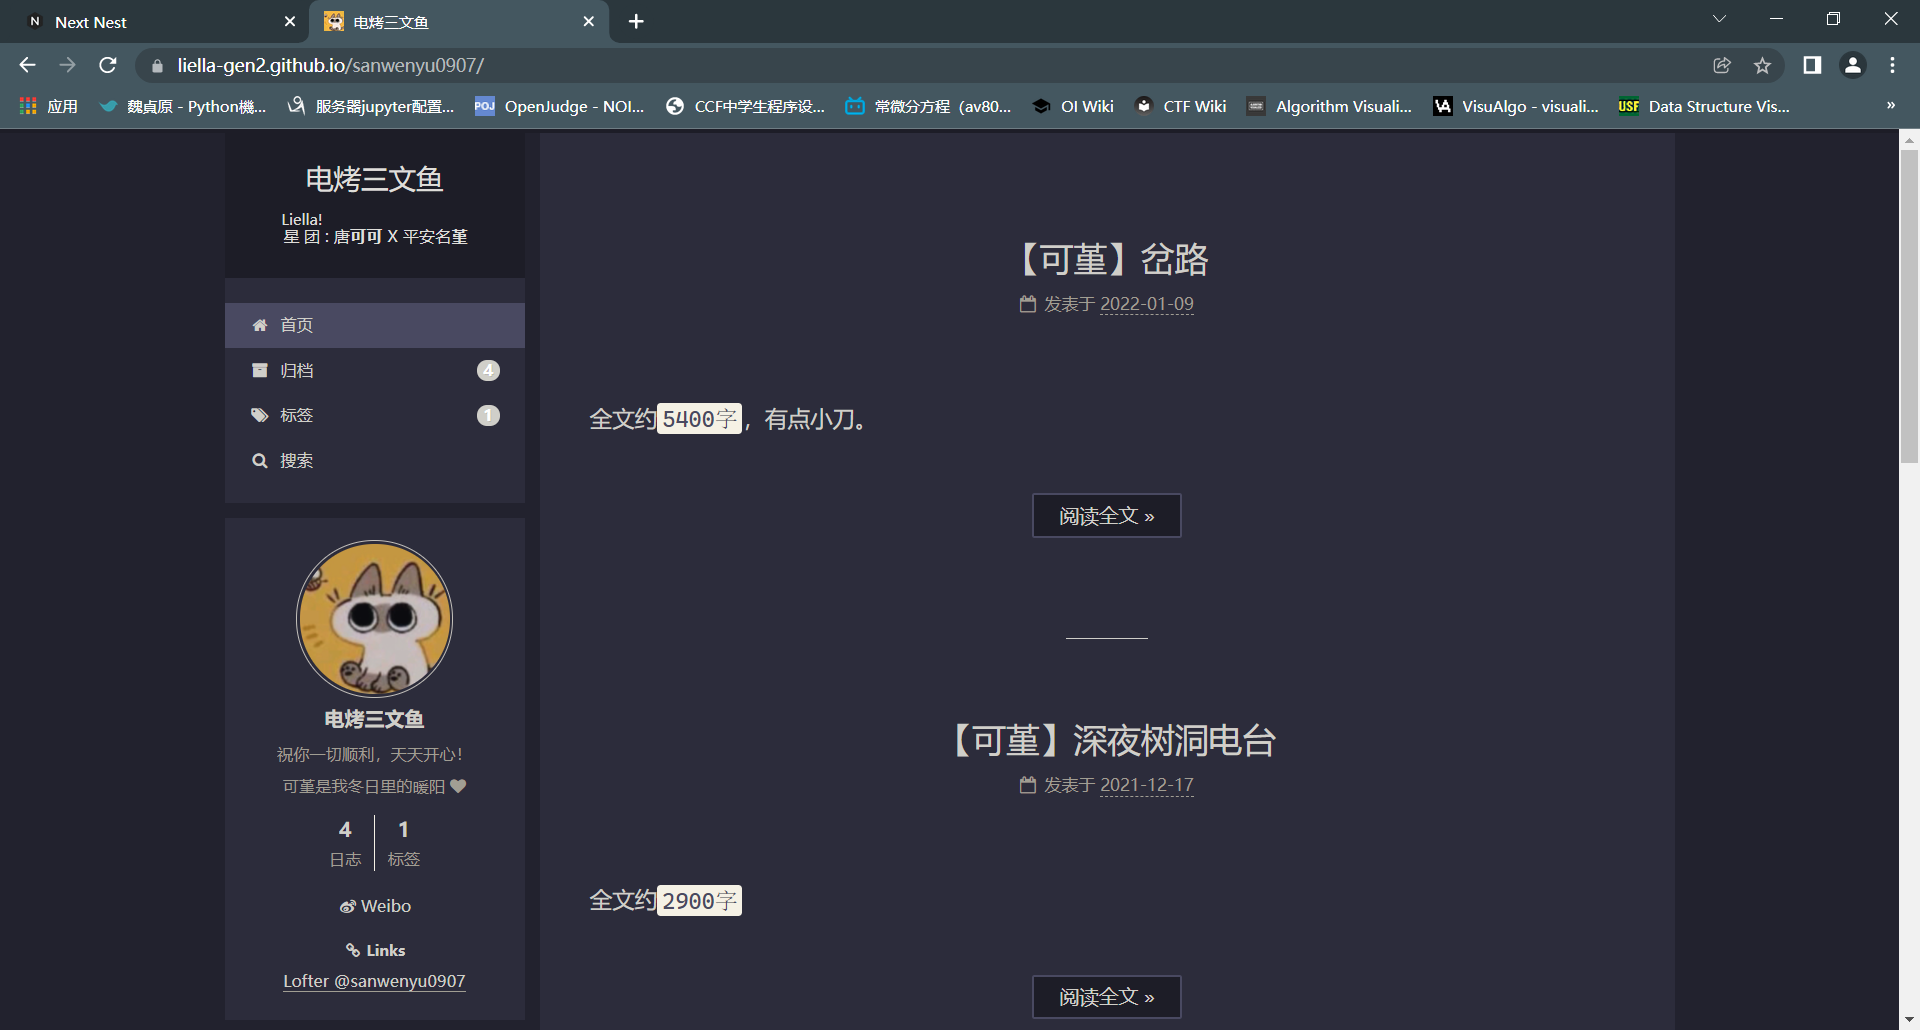 Next Nest
电烤三文鱼
liella-gen2.github.io/sanwenyu0907/
应用
魏贞原 - Python機...
服务器jupyter配置...
POJ
OpenJudge - NOI...
CCF中学生程序设...
常微分方程（av80...
OI Wiki
CTF Wiki
Algorithm Visuali...
VisuAlgo - visuali...
USF
Data Structure Vis...
»
电烤三文鱼
Liella!
星 团 : 唐可可 X 平安名堇
首页
归档
4
标签
1
搜索
电烤三文鱼
祝你一切顺利，天天开心！
可堇是我冬日里的暖阳
4
日志
1
标签
Weibo
Links
Lofter @sanwenyu0907
【可堇】岔路
发表于 2022-01-09
全文约5400字，有点小刀。
阅读全文 »
【可堇】深夜树洞电台
发表于 2021-12-17
全文约2900字
阅读全文 »